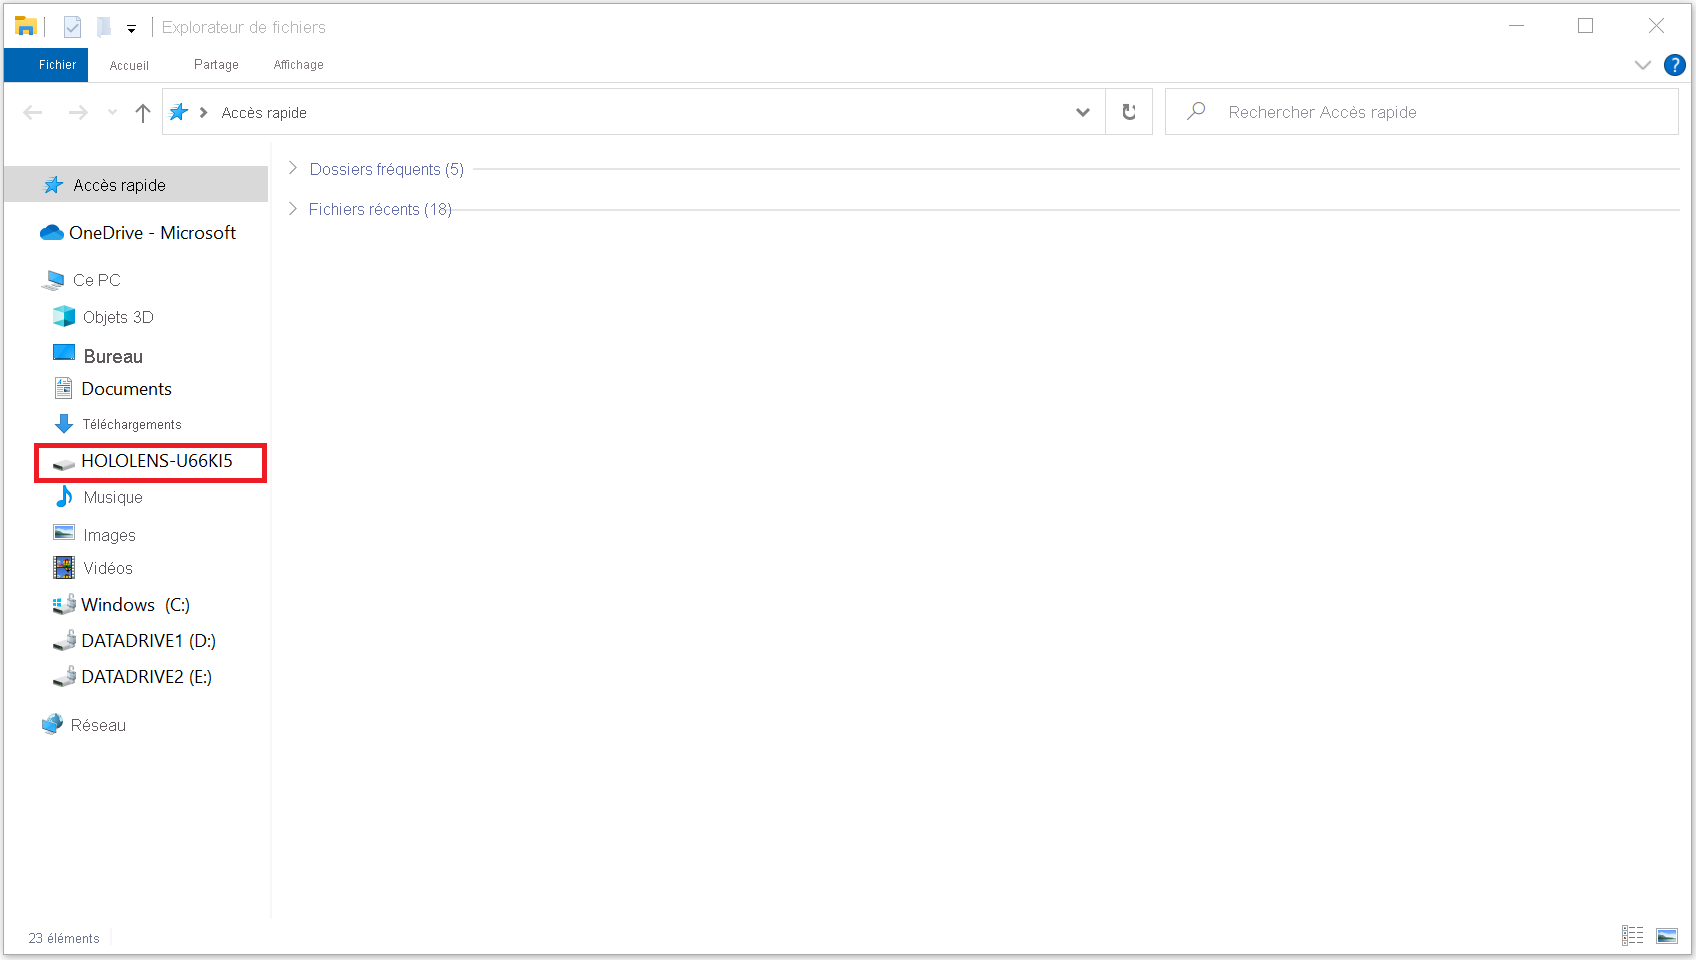 Explorateur de fichiers
Fichier Accueil Partage Affichage
?
Accès rapide
Rechercher Accès rapide
Accès rapide
OneDrive - Microsoft
Ce PC
Objets 3D
Bureau
Documents
Téléchargements
HOLOLENS-U66KI5
Musique
Images
Vidéos
Windows (C:)
DATADRIVE1 (D:)
DATADRIVE2 (E:)
Réseau
Dossiers fréquents (5)
Fichiers récents (18)
23 éléments